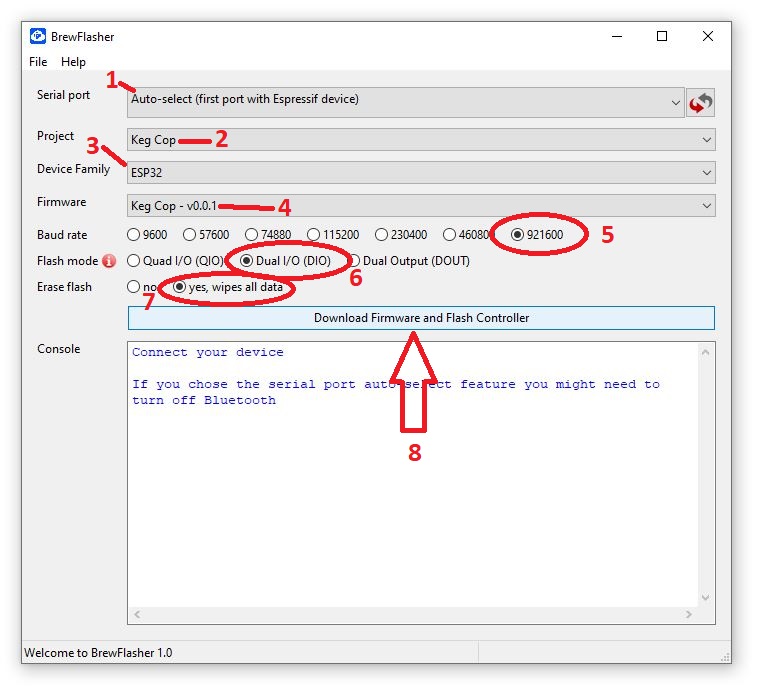 BrewFlasher
File Help
1
Serial port Auto-select (first port with Espressif device)
Project Keg Cop 2
3
Device Family ESP32
Firmware Keg Cop - v0.0.1 4
Baud rate 9600 57600 74880 115200 230400 460800 921600 5
Flash mode Quad I/O (QIO) Dual I/O (DIO) Dual Output (DOUT)
6
Erase flash no yes, wipes all data
7
Download Firmware and Flash Controller
Console Connect your device
If you chose the serial port auto-select feature you might need to
turn off Bluetooth
8
Welcome to BrewFlasher 1.0